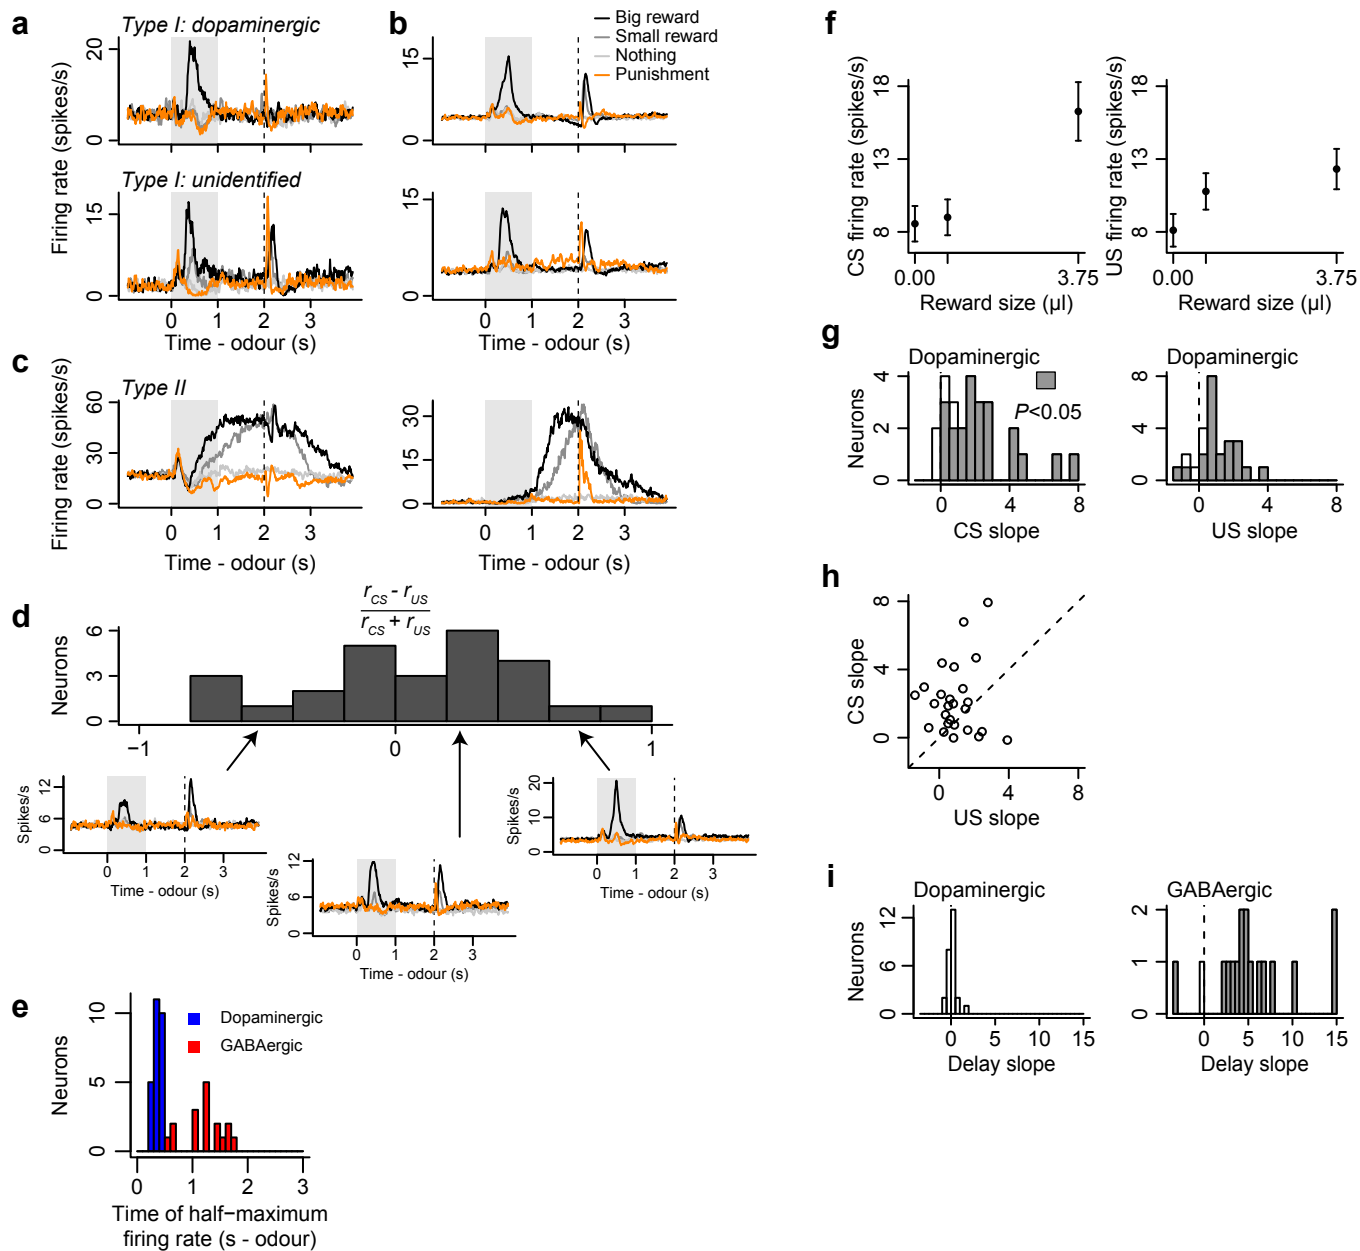 a
Type I: dopaminergic
b
Big reward
Small reward
Nothing
Punishment
20
0
15
0
0 1 2 3
0 1 2 3
Firing rate (spikes/s)
Type I: unidentified
15
0
15
0
0 1 2 3
0 1 2 3
Time - odour (s)
Time - odour (s)
c
Type II
Firing rate (spikes/s)
60
30
0
30
15
0
0 1 2 3
0 1 2 3
Time - odour (s)
Time - odour (s)
d
r_CS - r_US
r_CS + r_US
Neurons
6
3
0
−1 0 1
Spikes/s
12
6
0
0 1 2 3
Time - odour (s)
Spikes/s
12
6
0
0 1 2 3
Time - odour (s)
Spikes/s
20
10
0
0 1 2 3
Time - odour (s)
e
Dopaminergic
GABAergic
Neurons
10
5
0
0 1 2 3
Time of half−maximum
firing rate (s - odour)
f
CS firing rate (spikes/s)
18
13
8
0.00 3.75
Reward size (µl)
US firing rate (spikes/s)
18
13
8
0.00 3.75
Reward size (µl)
g
Dopaminergic
P<0.05
Neurons
4
2
0
0 4 8
CS slope
Dopaminergic
8
4
0
0 4 8
US slope
h
CS slope
8
4
0
0 4 8
US slope
i
Dopaminergic
Neurons
12
6
0
0 5 10 15
Delay slope
GABAergic
2
1
0
0 5 10 15
Delay slope